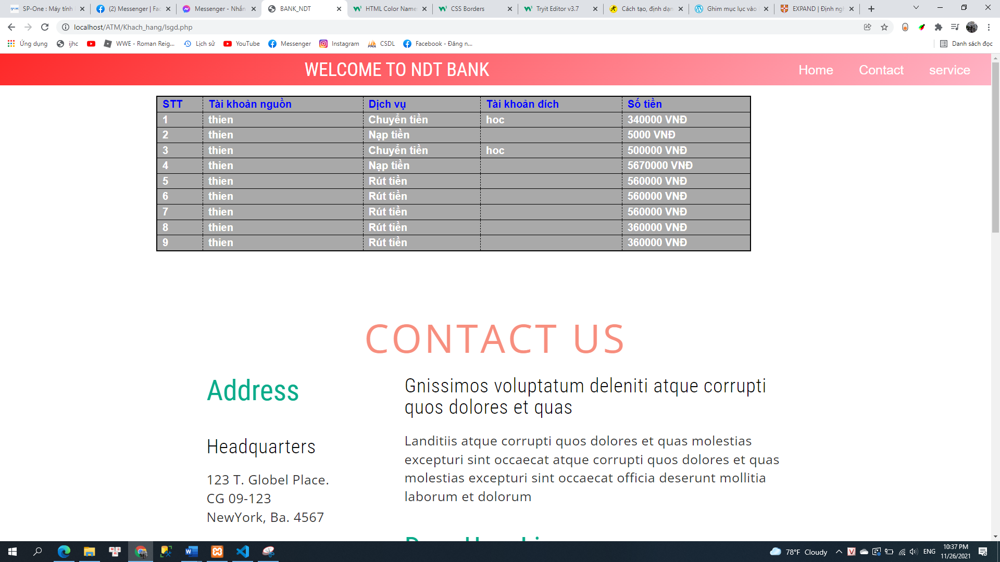 SP-One : Máy tính
(2) Messenger | Fac
Messenger - Nhắn
BANK_NDT
HTML Color Name
CSS Borders
Tryit Editor v3.7
Cách tạo, định dạn
Ghim mục lục vào
EXPAND | Định ngh
localhost/ATM/Khach_hang/lsgd.php
Ứng dụng
ijhc
WWE - Roman Reig...
Lịch sử
YouTube
Messenger
Instagram
CSDL
Facebook - Đăng n...
Danh sách đọc
WELCOME TO NDT BANK
Home Contact service
STT Tài khoản nguồn Dịch vụ Tài khoản đích Số tiền
1 thien Chuyển tiền hoc 340000 VNĐ
2 thien Nạp tiền 5000 VNĐ
3 thien Chuyển tiền hoc 500000 VNĐ
4 thien Nạp tiền 5670000 VNĐ
5 thien Rút tiền 560000 VNĐ
6 thien Rút tiền 560000 VNĐ
7 thien Rút tiền 560000 VNĐ
8 thien Rút tiền 360000 VNĐ
9 thien Rút tiền 360000 VNĐ
CONTACT US
Address
Headquarters
123 T. Globel Place.
CG 09-123
NewYork, Ba. 4567
Gnissimos voluptatum deleniti atque corrupti
quos dolores et quas
Landitiis atque corrupti quos dolores et quas molestias
excepturi sint occaecat atque corrupti quos dolores et quas
molestias excepturi sint occaecat officia deserunt mollitia
laborum et dolorum
78°F Cloudy
ENG
10:37 PM
11/26/2021